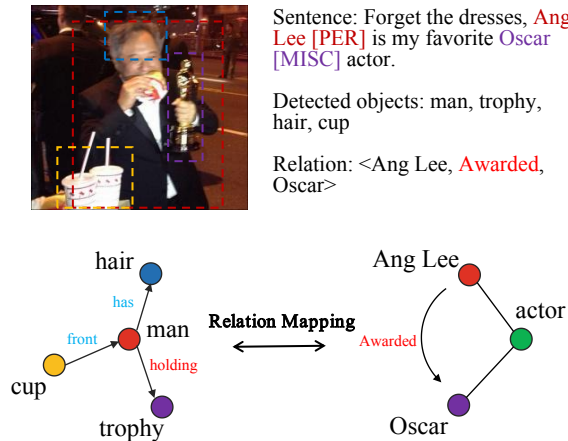 Sentence: Forget the dresses, Ang
Lee [PER] is my favorite Oscar
[MISC] actor.
Detected objects: man, trophy,
hair, cup
Relation: <Ang Lee, Awarded,
Oscar>
hair
has
man
front
holding
cup
trophy
Relation Mapping
Ang Lee
actor
Awarded
Oscar